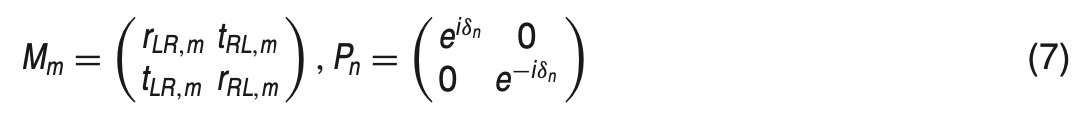 M_m = \begin{pmatrix} r_{LR,m} & t_{RL,m} \\ t_{LR,m} & r_{RL,m} \end{pmatrix}, P_n = \begin{pmatrix} e^{i\delta_n} & 0 \\ 0 & e^{-i\delta_n} \end{pmatrix} (7)